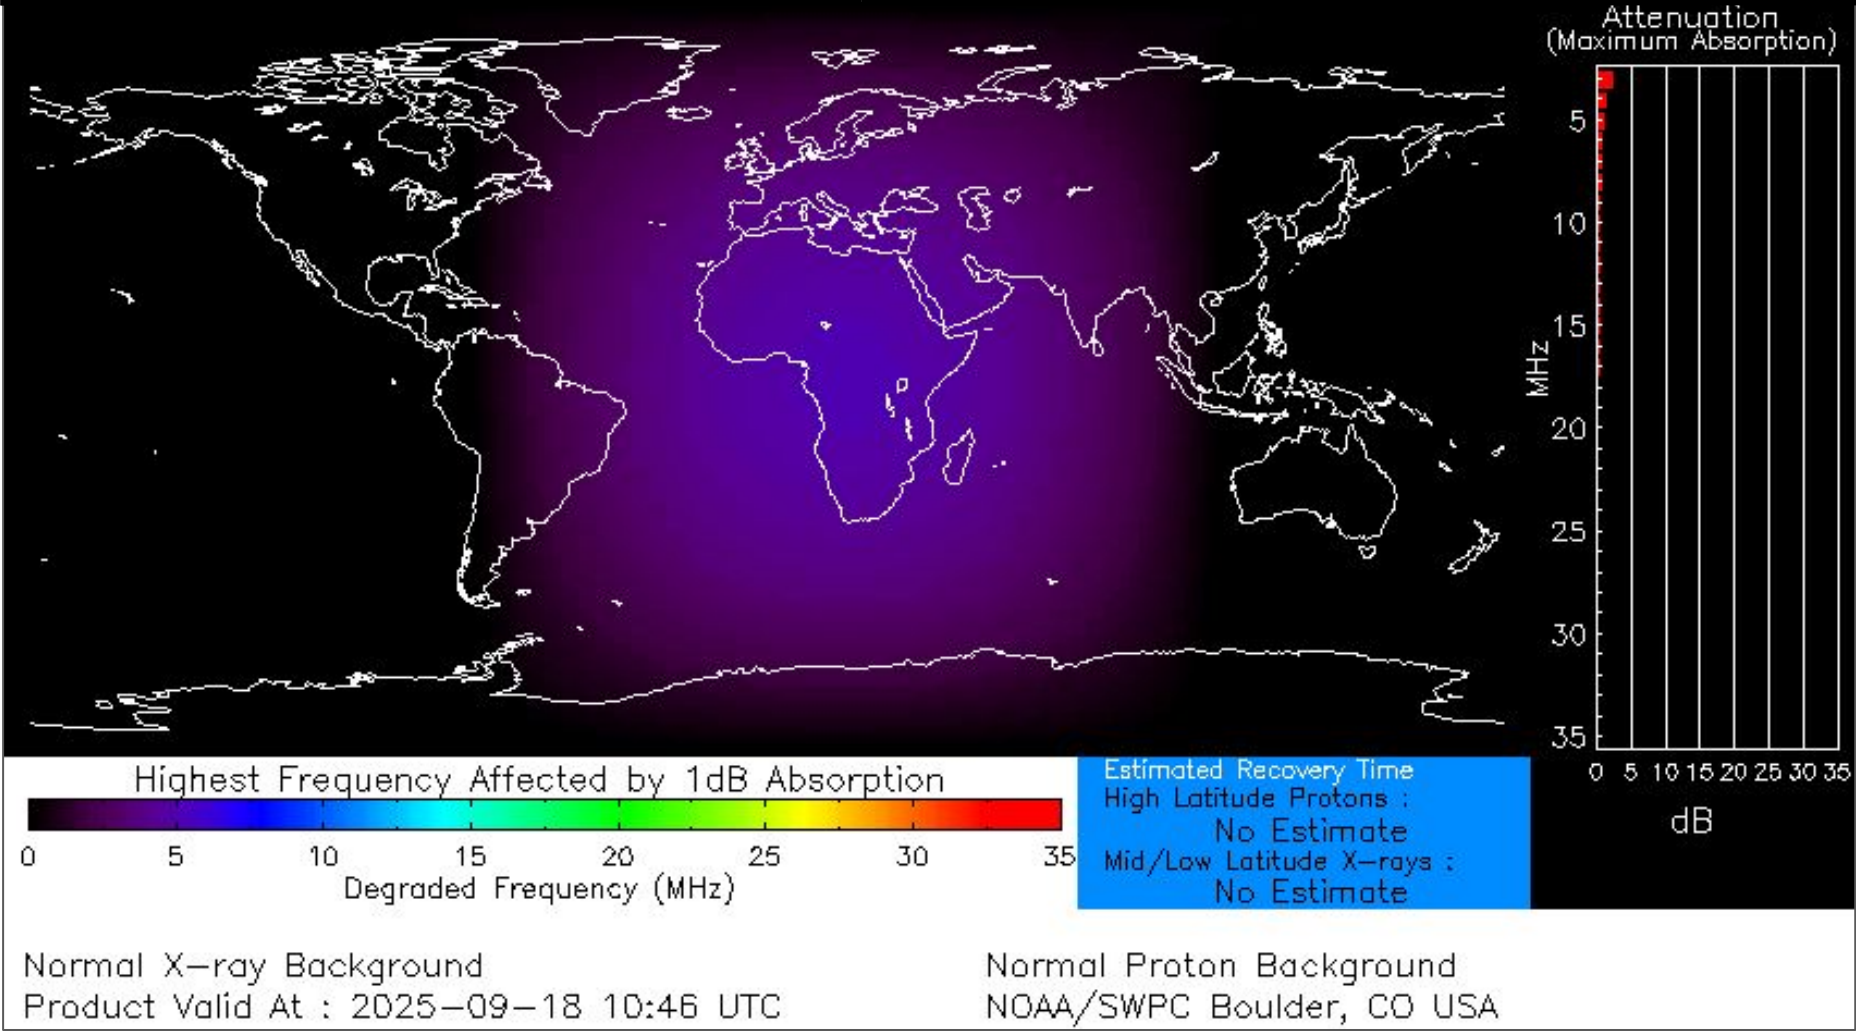 Attenuation
(Maximum Absorption)
5
10
15
20
25
30
35
MHz
0 5 10 15 20 25 30 35
dB
Highest Frequency Affected by 1dB Absorption
0 5 10 15 20 25 30 35
Degraded Frequency (MHz)
Estimated Recovery Time
High Latitude Protons :
No Estimate
Mid/Low Latitude X-rays :
No Estimate
Normal X-ray Background
Product Valid At : 2025-09-18 10:46 UTC
Normal Proton Background
NOAA/SWPC Boulder, CO USA